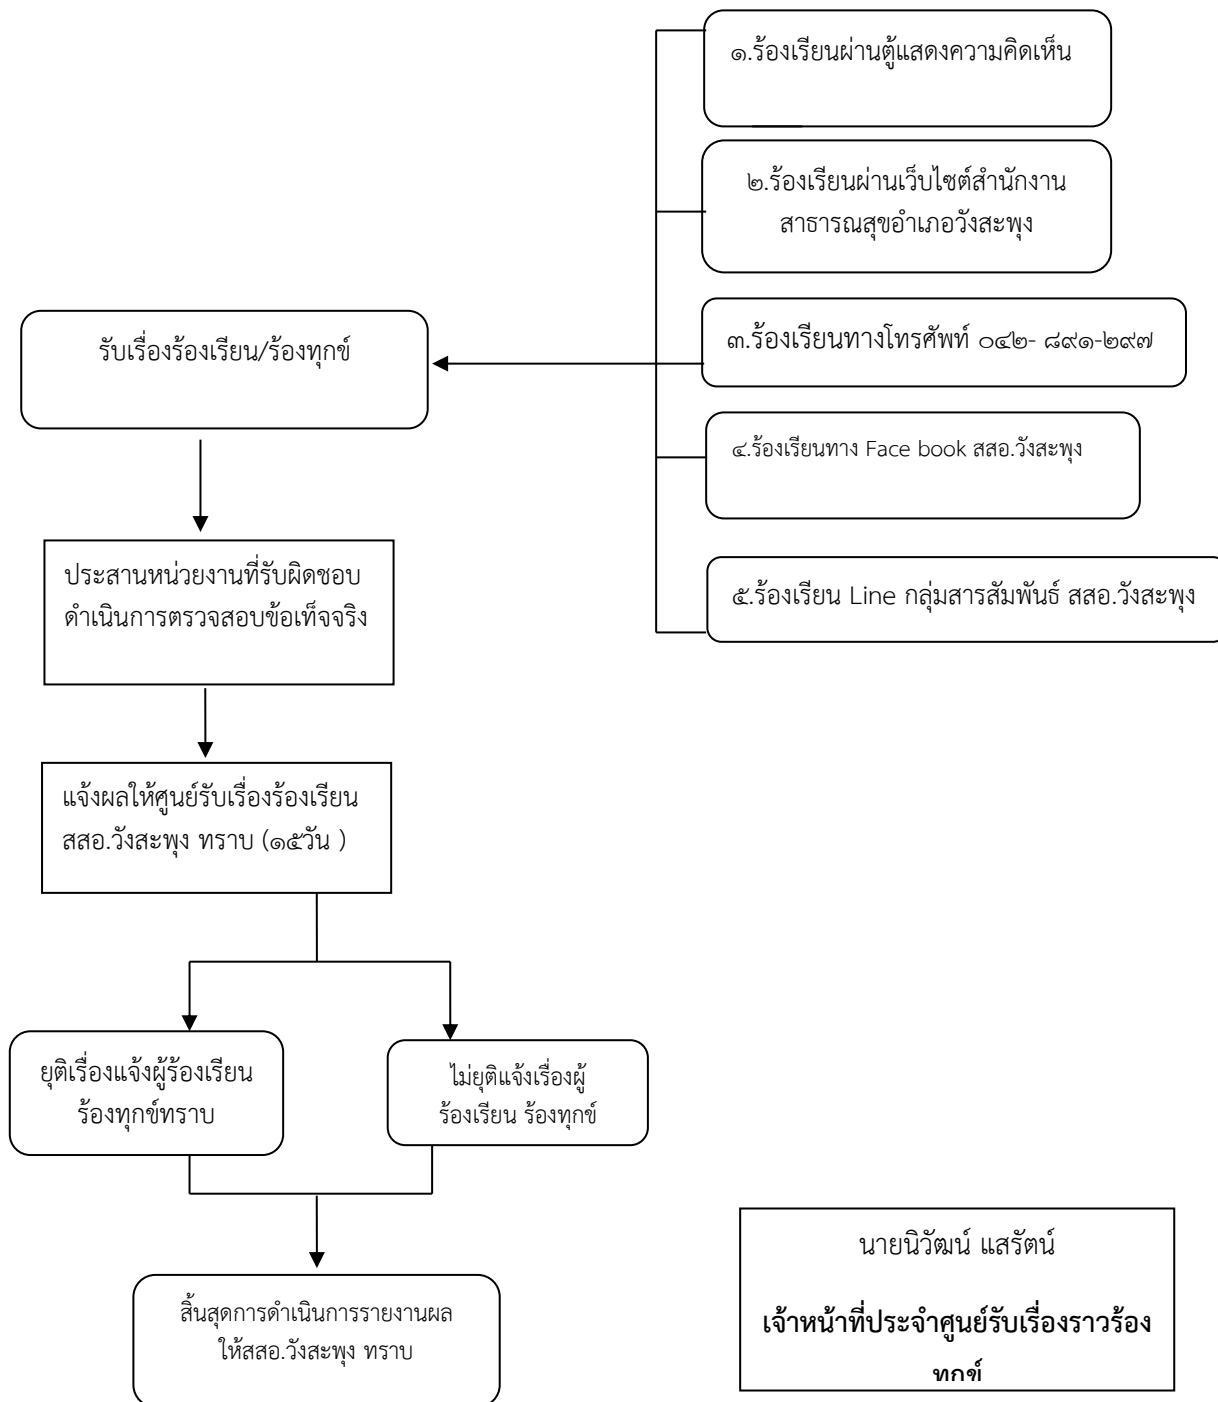 ๑.ร้องเรียนผ่านตู้แสดงความคิดเห็น
๒.ร้องเรียนผ่านเว็บไซต์สำนักงาน
สาธารณสุขอำเภอวังสะพุง
รับเรื่องร้องเรียน/ร้องทุกข์
๓.ร้องเรียนทางโทรศัพท์ ๐๔๒- ๘๙๑-๒๙๗
๔.ร้องเรียนทาง Face book สสอ.วังสะพุง
๕.ร้องเรียน Line กลุ่มสารสัมพันธ์ สสอ.วังสะพุง
ประสานหน่วยงานที่รับผิดชอบ
ดำเนินการตรวจสอบข้อเท็จจริง
แจ้งผลให้ศูนย์รับเรื่องร้องเรียน
สสอ.วังสะพุง ทราบ (๑๕วัน )
ยุติเรื่องแจ้งผู้ร้องเรียน
ร้องทุกข์ทราบ
ไม่ยุติแจ้งเรื่องผู้
ร้องเรียน ร้องทุกข์
สิ้นสุดการดำเนินการรายงานผล
ให้สสอ.วังสะพุง ทราบ
นายนิวัฒน์ แสรัตน์
เจ้าหน้าที่ประจำศูนย์รับเรื่องราวร้อง
ทุกข์